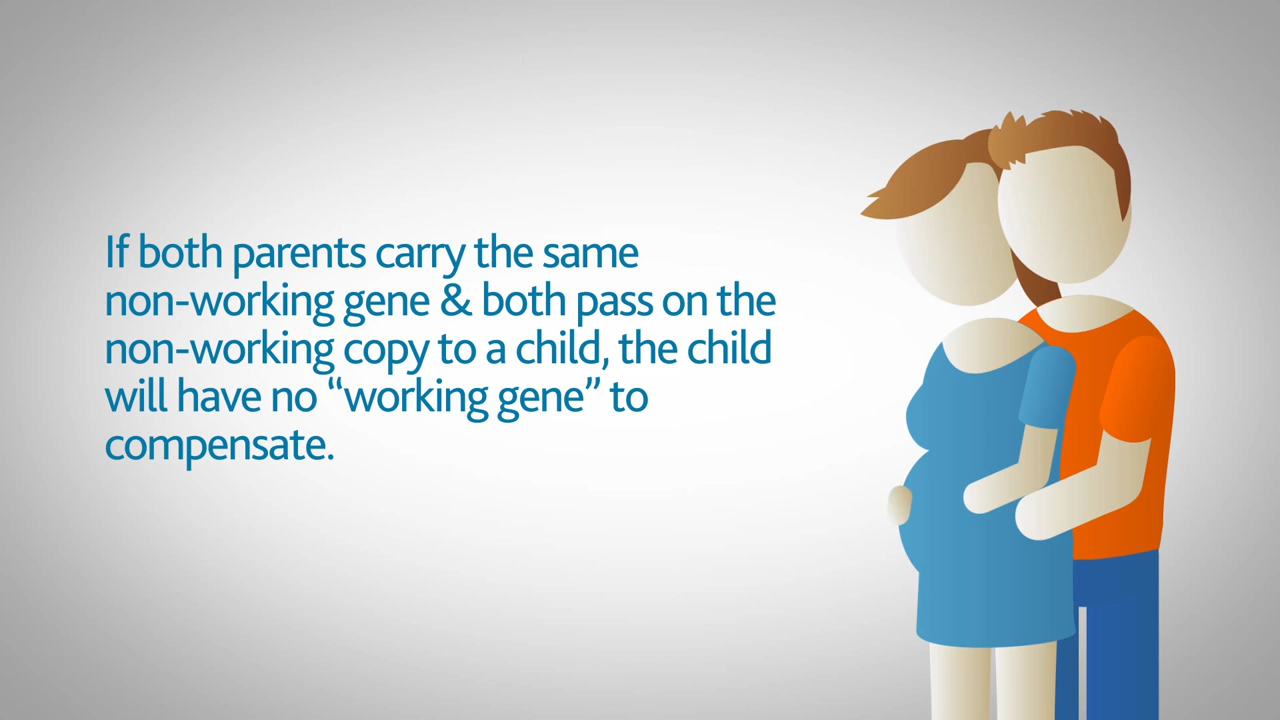 If both parents carry the same
non-working gene & both pass on the
non-working copy to a child, the child
will have no “working gene” to
compensate.